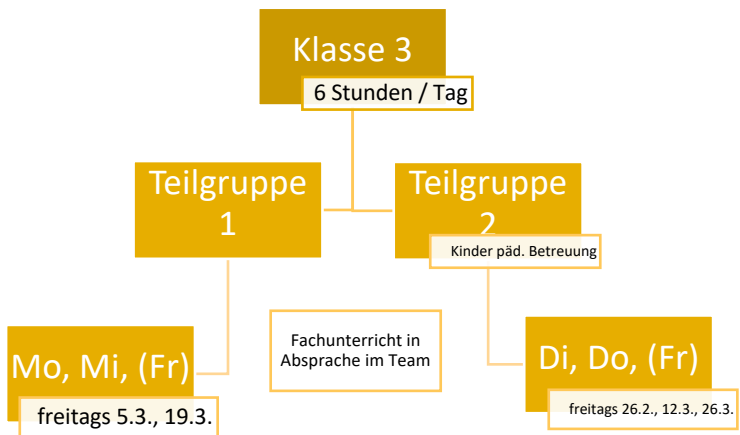 Klasse 3
6 Stunden / Tag
Teilgruppe
1
Teilgruppe
2
Kinder päd. Betreuung
Mo, Mi, (Fr)
freitags 5.3., 19.3.
Fachunterricht in
Absprache im Team
Di, Do, (Fr)
freitags 26.2., 12.3., 26.3.